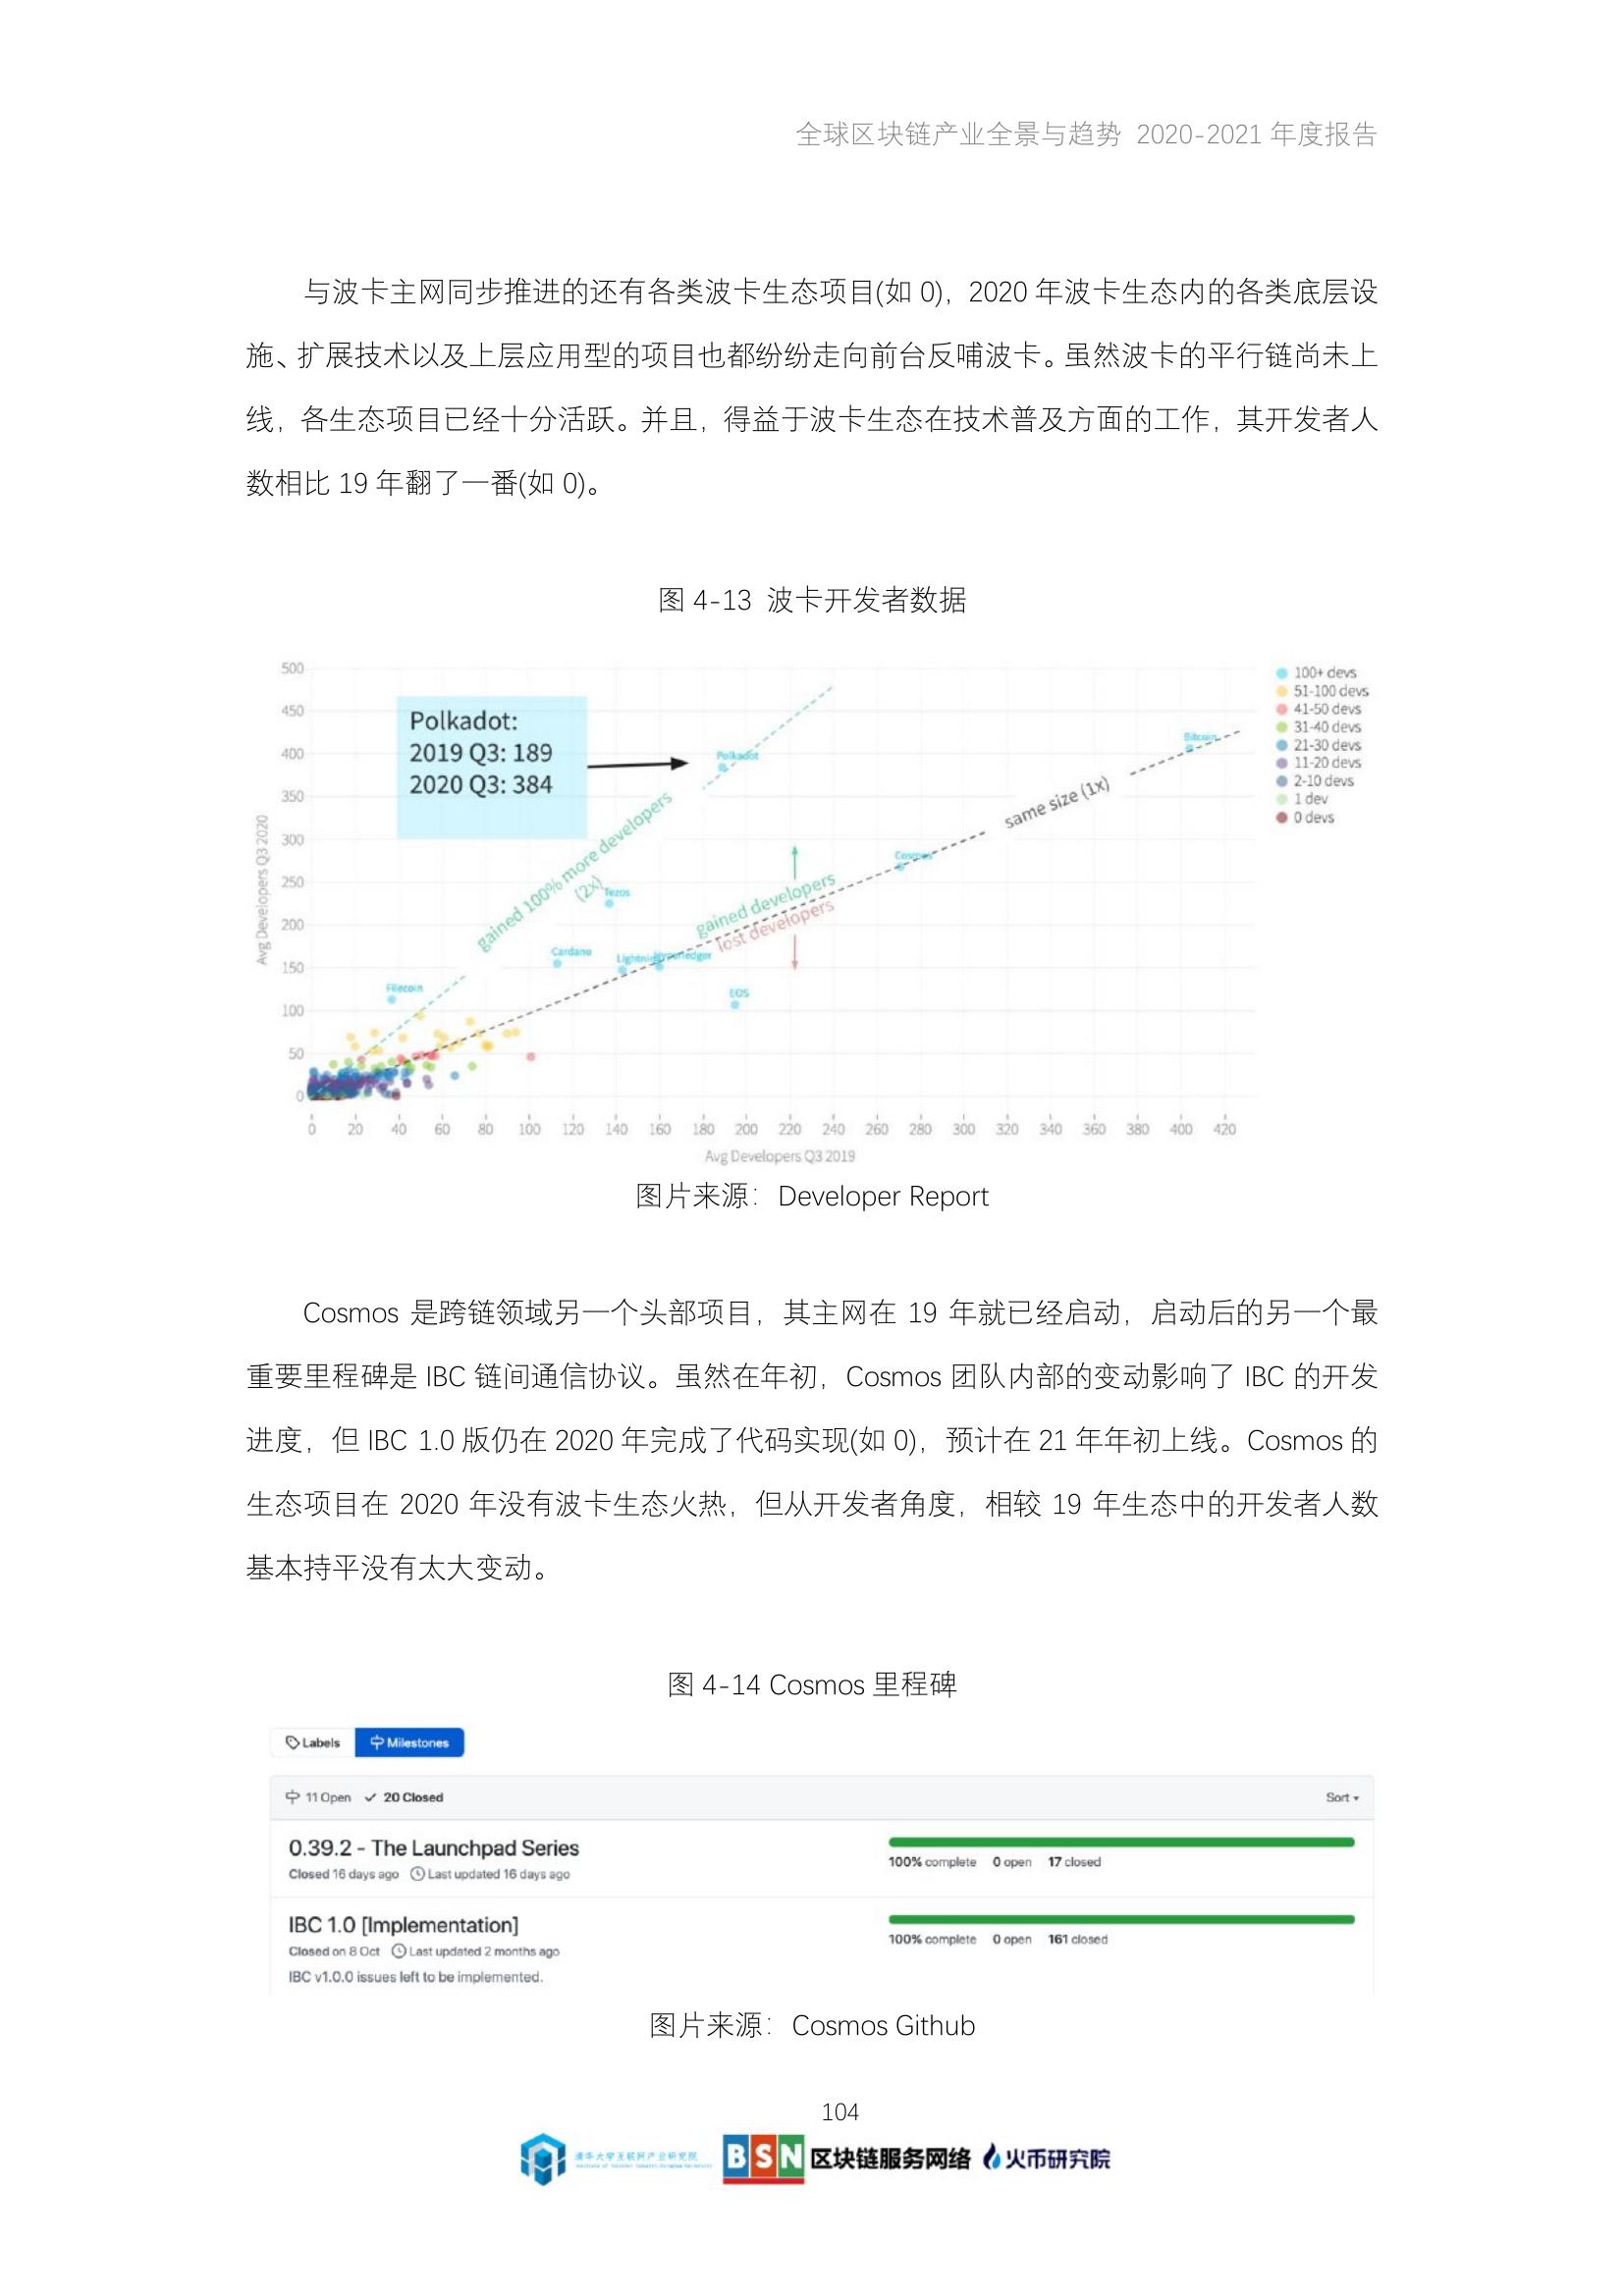 全球区块链产业全景与趋势 2020-2021 年度报告
与波卡主网同步推进的还有各类波卡生态项目(如 0)，2020 年波卡生态内的各类底层设
施、扩展技术以及上层应用型的项目也都纷纷走向前台反哺波卡。虽然波卡的平行链尚未上
线，各生态项目已经十分活跃。并且，得益于波卡生态在技术普及方面的工作，其开发者人
数相比 19 年翻了一番(如 0)。
图 4-13 波卡开发者数据
500
450
400
350
300
250
200
150
100
50
0
Avg Developers Q3 2020
Polkadot:
2019 Q3: 189
2020 Q3: 384
Polkadot
Bitcoin
same size (1x)
gained 100% more developers
(2x)
Tezos
Cosmos
gained developers
lost developers
Cardano
Lightning
EOS
Filecoin
100+ devs
51-100 devs
41-50 devs
31-40 devs
21-30 devs
11-20 devs
2-10 devs
1 dev
0 devs
0 20 40 60 80 100 120 140 160 180 200 220 240 260 280 300 320 340 360 380 400 420
Avg Developers Q3 2019
图片来源：Developer Report
Cosmos 是跨链领域另一个头部项目，其主网在 19 年就已经启动，启动后的另一个最
重要里程碑是 IBC 链间通信协议。虽然在年初，Cosmos 团队内部的变动影响了 IBC 的开发
进度，但 IBC 1.0 版仍在 2020 年完成了代码实现(如 0)，预计在 21 年年初上线。Cosmos 的
生态项目在 2020 年没有波卡生态火热，但从开发者角度，相较 19 年生态中的开发者人数
基本持平没有太大变动。
图 4-14 Cosmos 里程碑
Labels Milestones
11 Open 20 Closed Sort
0.39.2 - The Launchpad Series
Closed 16 days ago Last updated 16 days ago
100% complete 0 open 17 closed
IBC 1.0 [Implementation]
Closed on 8 Oct Last updated 2 months ago
IBC v1.0.0 issues left to be implemented.
100% complete 0 open 161 closed
图片来源：Cosmos Github
104
清华大学互联网产业研究院
BSN 区块链服务网络 火币研究院